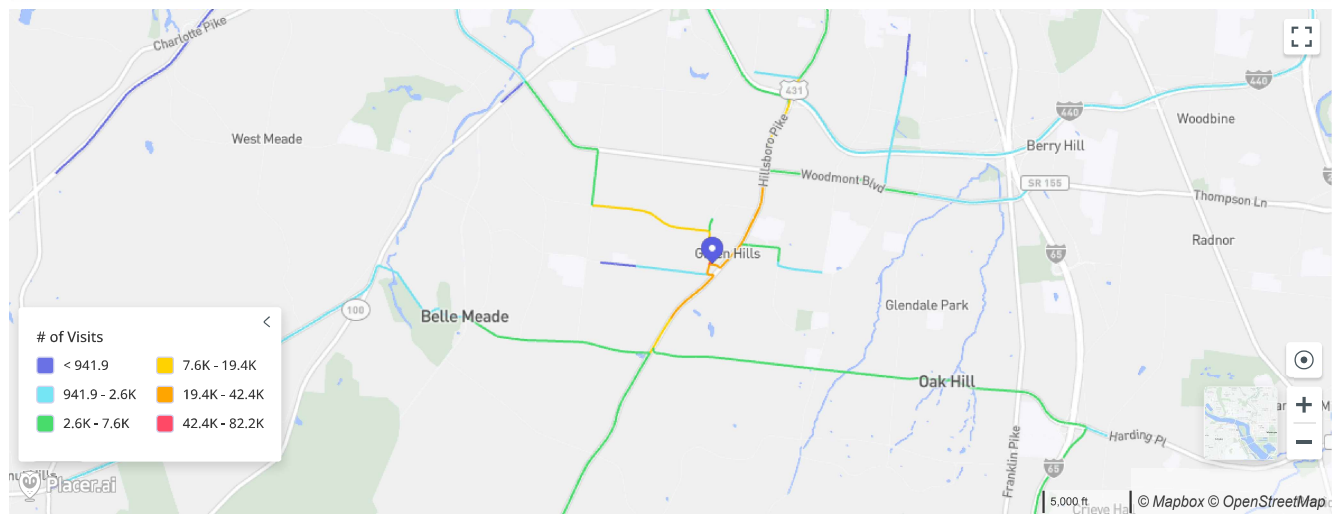 Charlotte Pike
440
431
440
Woodbine
West Meade
Hillsboro Pike
Berry Hill
Woodmont Blvd
SR 155
Thompson Ln
Radnor
Hills
65
Glendale Park
100
Belle Meade
# of Visits
< 941.9
7.6K - 19.4K
941.9 - 2.6K
19.4K - 42.4K
2.6K - 7.6K
42.4K - 82.2K
Oak Hill
Harding Pl
Franklin Pike
65
Placer.ai
5,000 ft
© Mapbox © OpenStreetMap